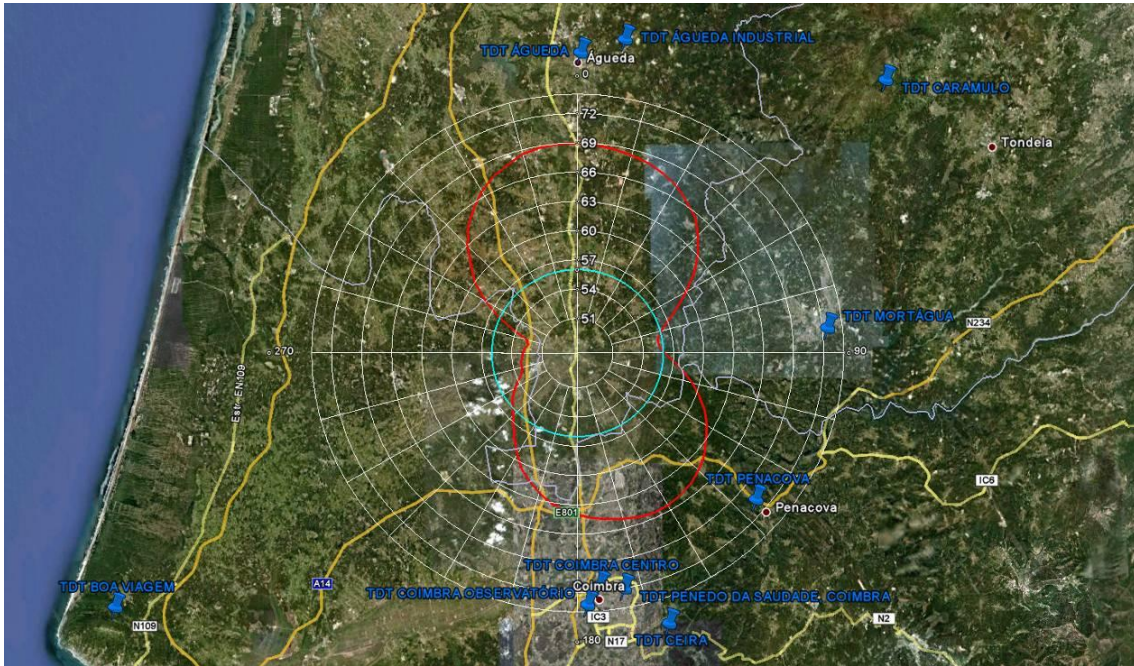 TDT ÁGUEDA INDUSTRIAL
TDT ÁGUEDA
Águeda
0
TDT CARAMULO
72
69
Tondela
66
63
60
57
54
51
TDT MORTÁGUA
N234
270
90
Estr. EN109
IC6
TDT PENACOVA
Penacova
E801
TDT COIMBRA CENTRO
A14
TDT BOA VIAGEM
Coimbra
TDT COIMBRA OBSERVATÓRIO
TDT PENEDO DA SAUDADE, COIMBRA
IC3
N109
N2
180
N17
TDT CEIRA